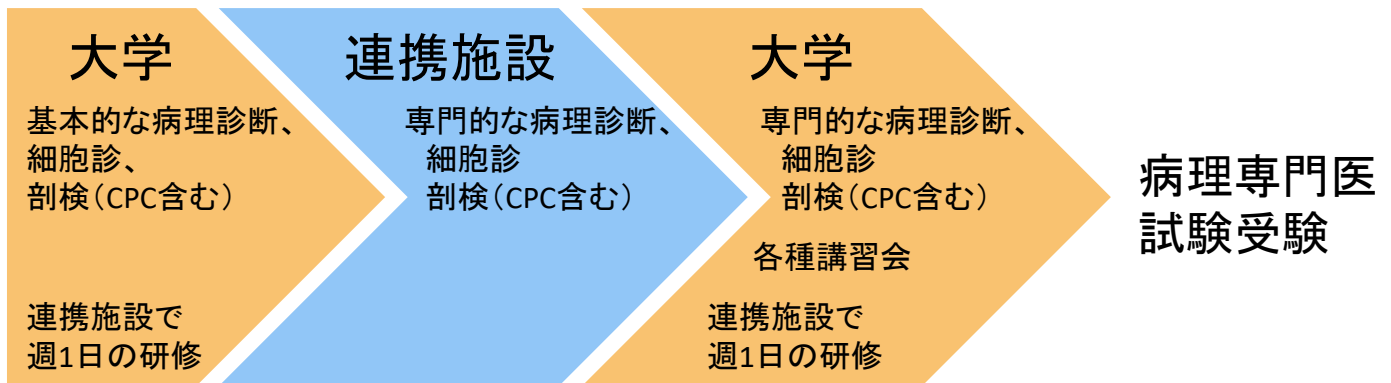 大学
基本的な病理診断、
細胞診、
剖検（CPC含む）
連携施設で
週1日の研修
連携施設
専門的な病理診断、
細胞診
剖検（CPC含む）
大学
専門的な病理診断、
細胞診
剖検（CPC含む）
各種講習会
連携施設で
週1日の研修
病理専門医
試験受験